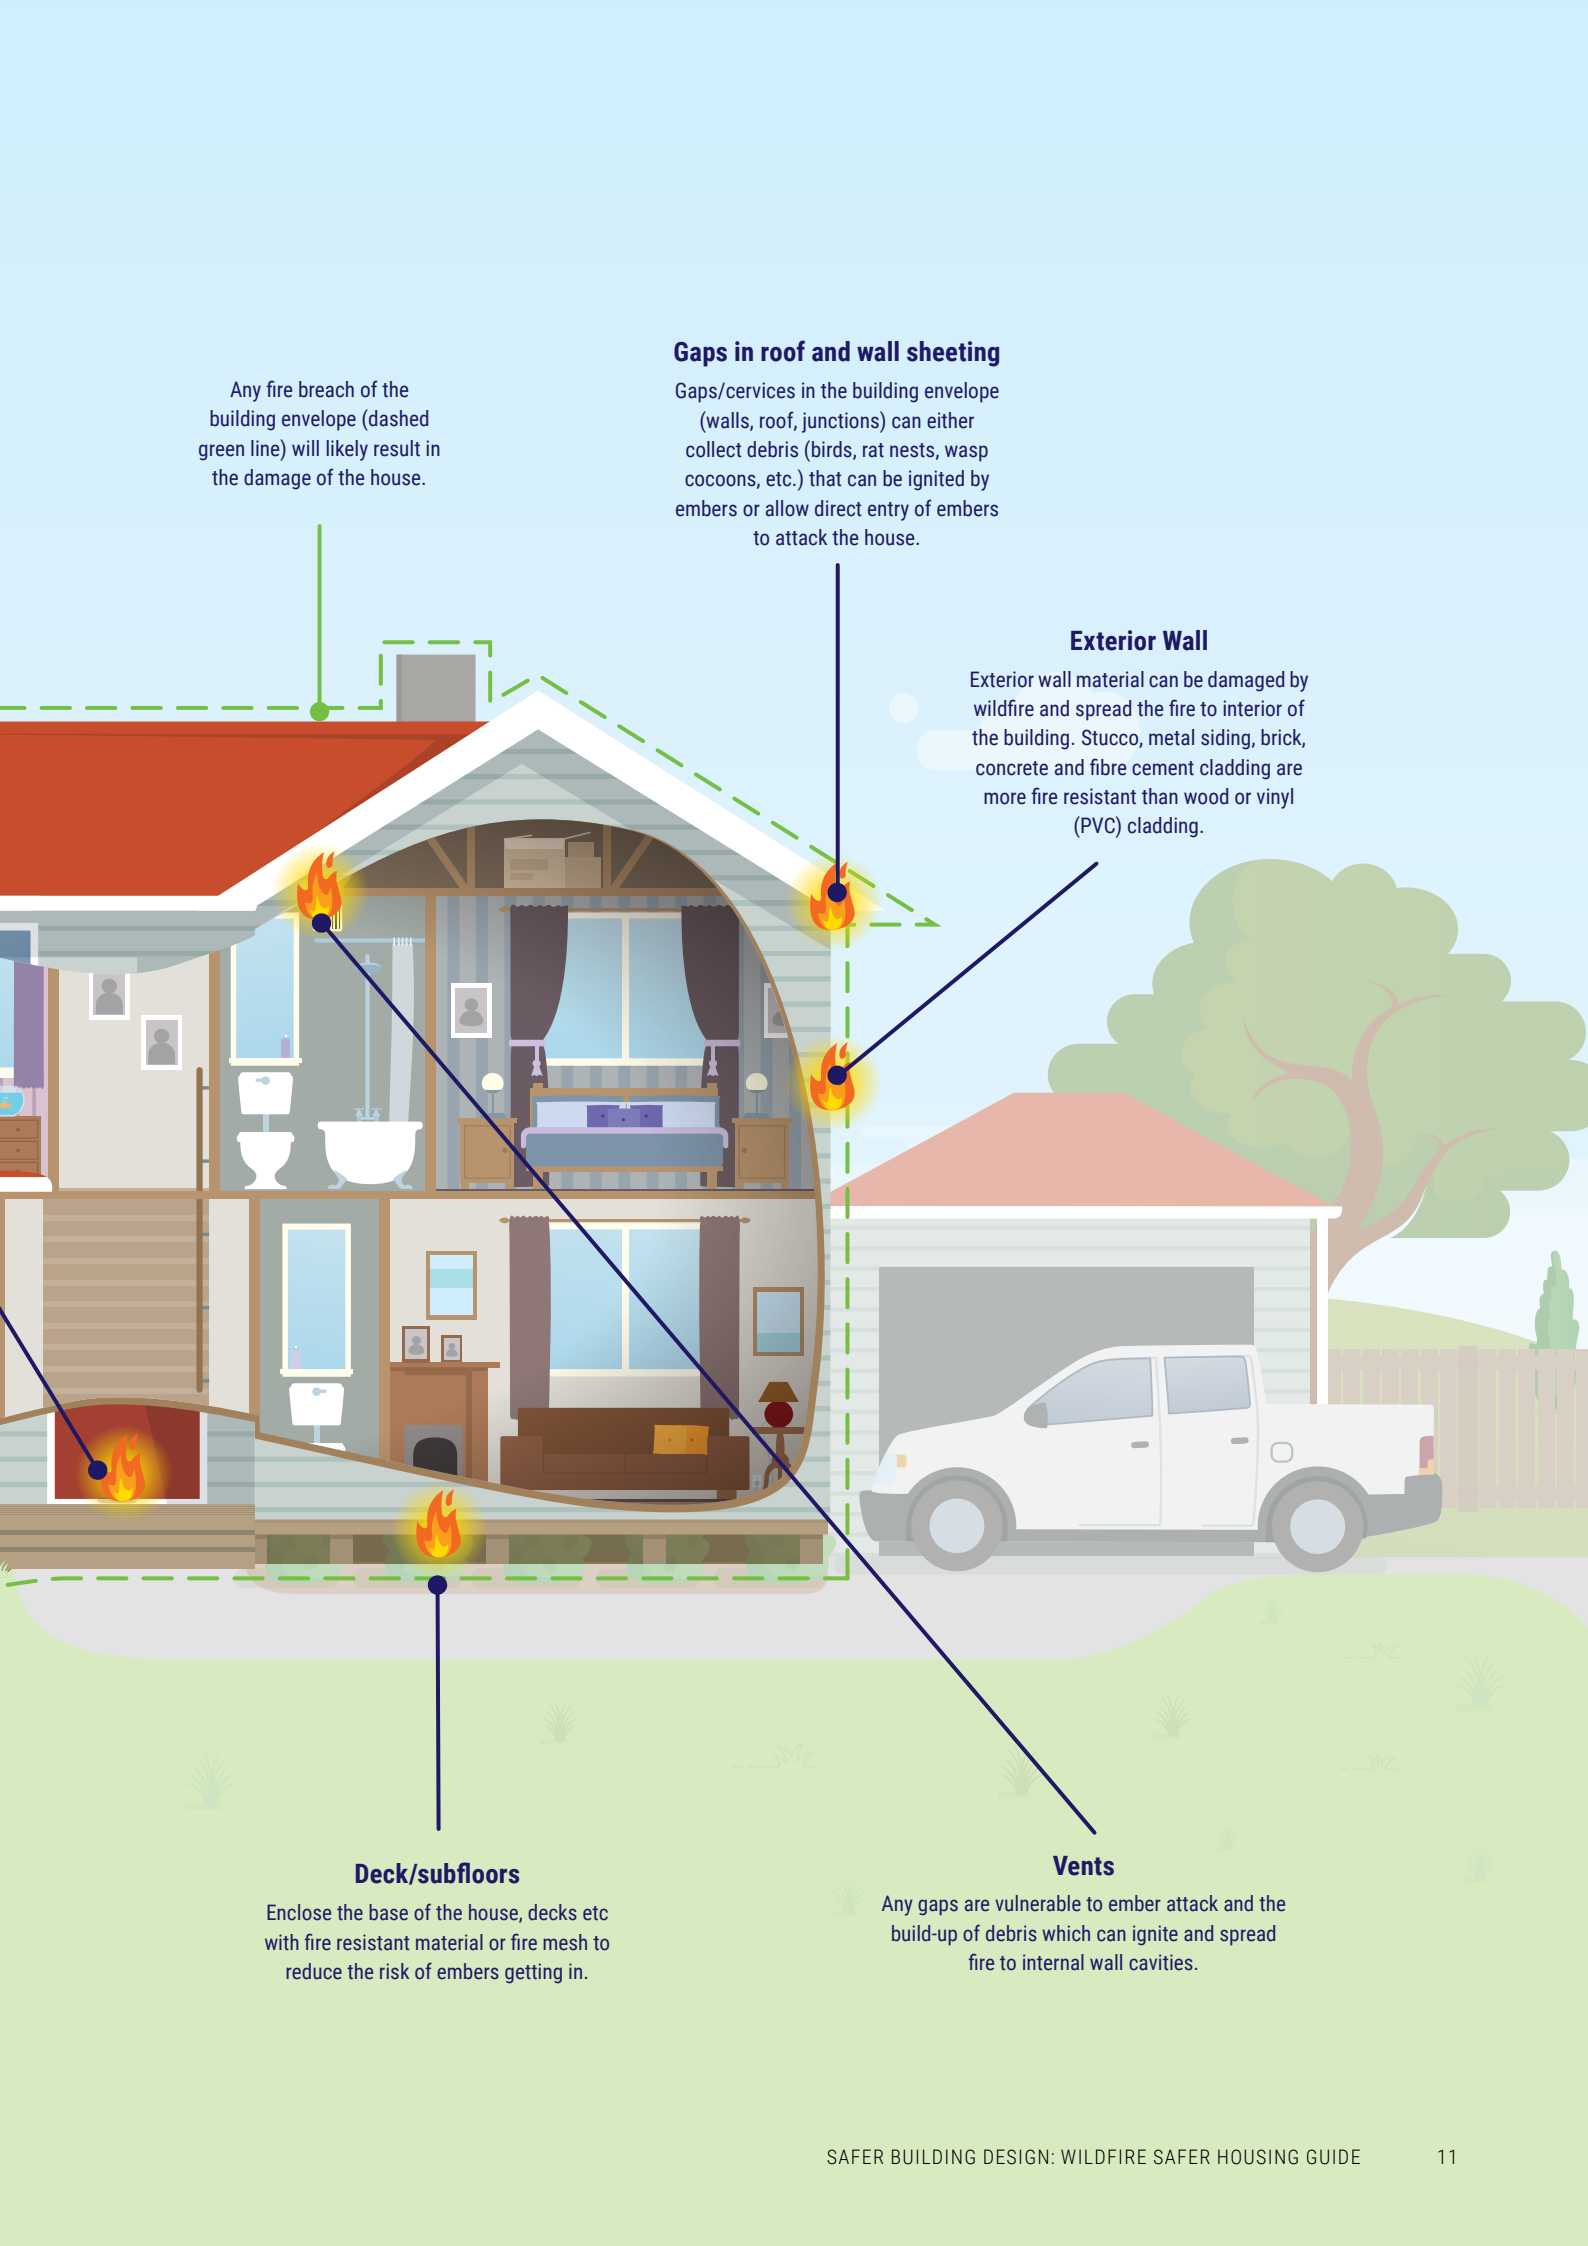 Any fire breach of the
building envelope (dashed
green line) will likely result in
the damage of the house.
Gaps in roof and wall sheeting
Gaps/cervices in the building envelope
(walls, roof, junctions) can either
collect debris (birds, rat nests, wasp
cocoons, etc.) that can be ignited by
embers or allow direct entry of embers
to attack the house.
Exterior Wall
Exterior wall material can be damaged by
wildfire and spread the fire to interior of
the building. Stucco, metal siding, brick,
concrete and fibre cement cladding are
more fire resistant than wood or vinyl
(PVC) cladding.
Deck/subfloors
Enclose the base of the house, decks etc
with fire resistant material or fire mesh to
reduce the risk of embers getting in.
Vents
Any gaps are vulnerable to ember attack and the
build-up of debris which can ignite and spread
fire to internal wall cavities.
SAFER BUILDING DESIGN: WILDFIRE SAFER HOUSING GUIDE 11